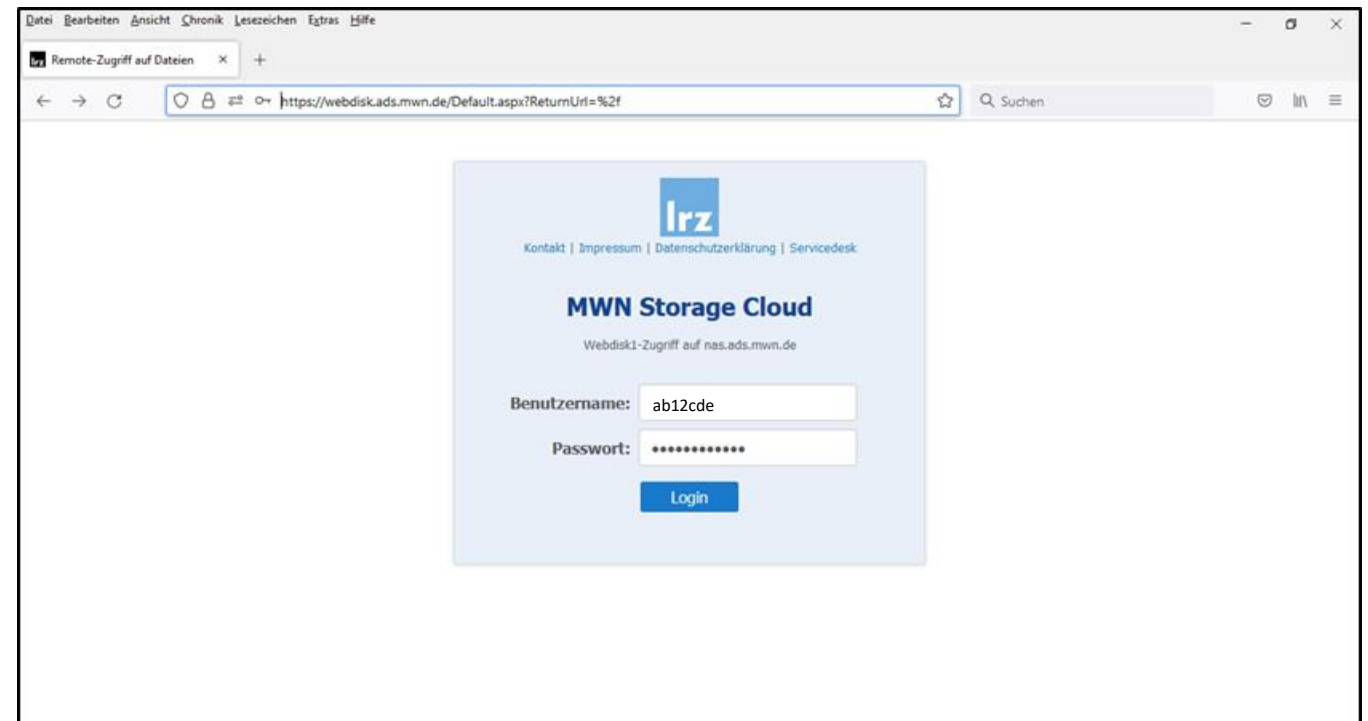 Datei Bearbeiten Ansicht Chronik Lesezeichen Extras Hilfe
lrz Remote-Zugriff auf Dateien
https://webdisk.ads.mwn.de/Default.aspx?ReturnUrl=%2f Suchen
lrz
Kontakt | Impressum | Datenschutzerklärung | Servicedesk
MWN Storage Cloud
Webdisk1-Zugriff auf nas.ads.mwn.de
Benutzername: ab12cde
Passwort: ••••••••••••
Login